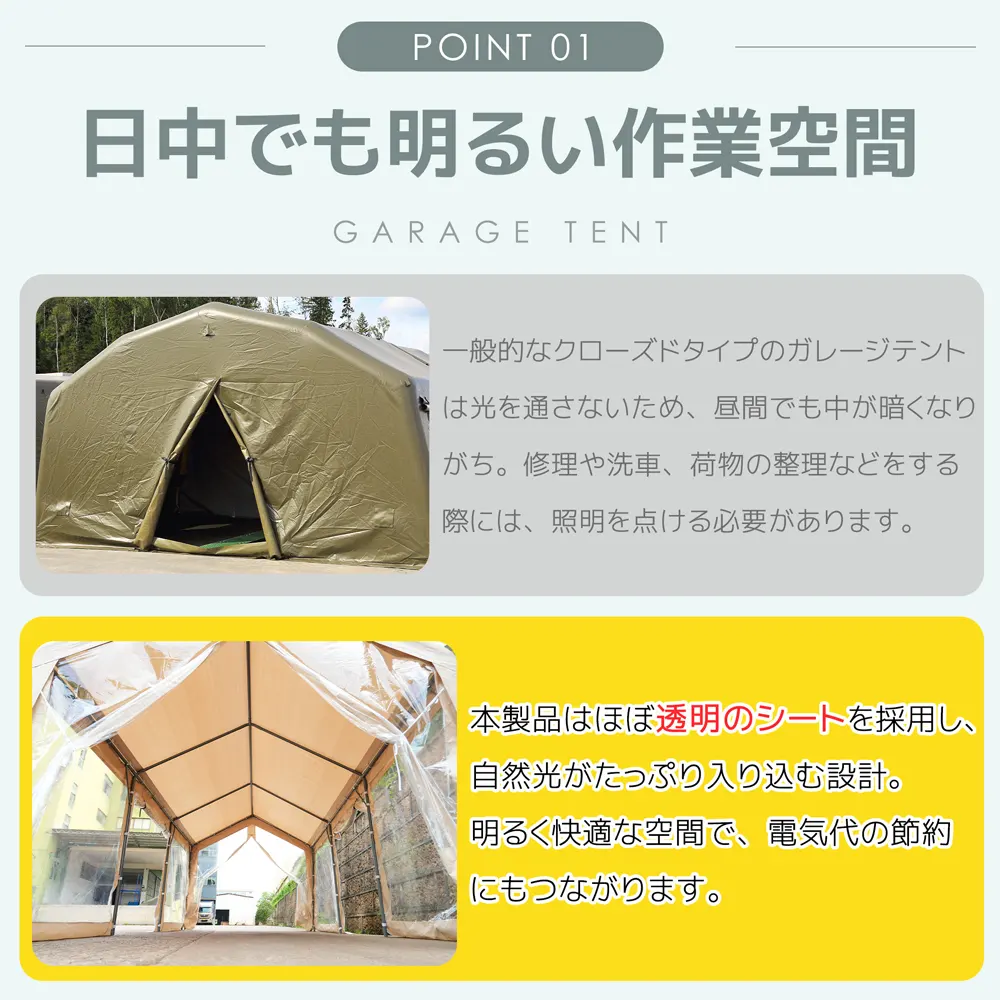 POINT 01
日中でも明るい作業空間
GARAGE TENT
一般的なクローズドタイプのガレージテント
は光を通さないため、昼間でも中が暗くなり
がち。修理や洗車、荷物の整理などをする
際には、照明を点ける必要があります。
本製品はほぼ透明のシートを採用し、
自然光がたっぷり入り込む設計。
明るく快適な空間で、電気代の節約
にもつながります。